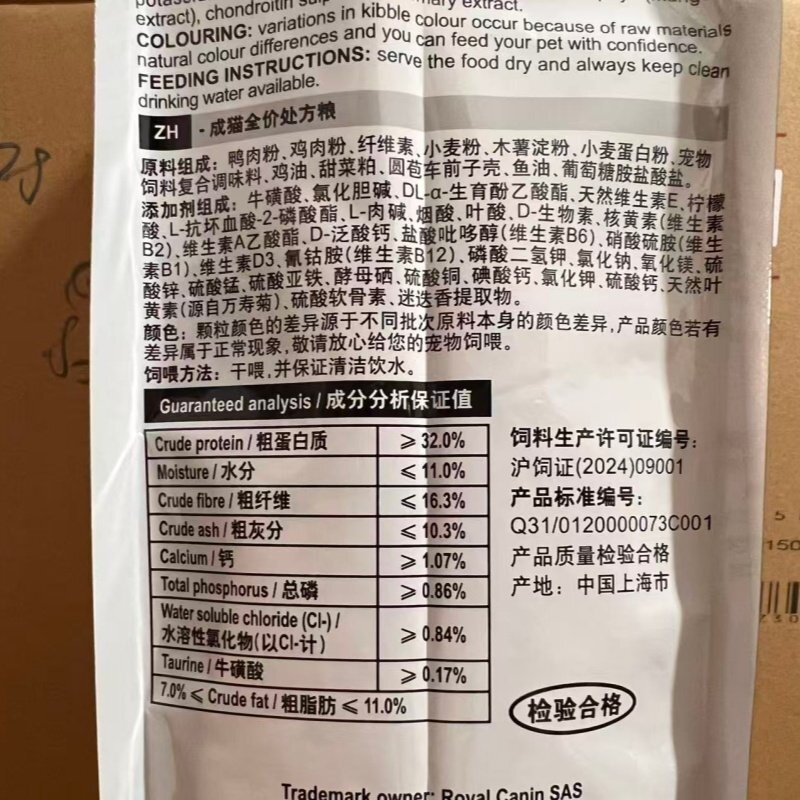 extract), chondroitin
extract.
COLOURING: variations in kibble colour occur because of raw materials
natural colour differences and you can feed your pet with confidence.
FEEDING INSTRUCTIONS: serve the food dry and always keep clean
drinking water available.
ZH - 成猫全价处方粮
原料组成：鸭肉粉、鸡肉粉、纤维素、小麦粉、木薯淀粉、小麦蛋白粉、宠物
饲料复合调味料、鸡油、甜菜粕、圆苞车前子壳、鱼油、葡萄糖胺盐酸盐。
添加剂组成：牛磺酸、氯化胆碱、DL-α-生育酚乙酸酯、天然维生素E、柠檬
酸、L-抗坏血酸-2-磷酸酯、L-肉碱、烟酸、叶酸、D-生物素、核黄素(维生素
B2)、维生素A乙酸酯、D-泛酸钙、盐酸吡哆醇(维生素B6)、硝酸硫胺(维生
素B1)、维生素D3、氰钴胺(维生素B12)、磷酸二氢钾、氯化钠、氧化镁、硫
酸锌、硫酸锰、硫酸亚铁、酵母硒、硫酸铜、碘酸钙、氯化钾、硫酸钙、天然叶
黄素(源自万寿菊)、硫酸软骨素、迷迭香提取物。
颜色：颗粒颜色的差异源于不同批次原料本身的颜色差异,产品颜色若有
差异属于正常现象,敬请放心给您的宠物饲喂。
饲喂方法：干喂,并保证清洁饮水。
Guaranteed analysis / 成分分析保证值
Crude protein / 粗蛋白质 ⩾ 32.0%
Moisture / 水分 ⩽ 11.0%
Crude fibre / 粗纤维 ⩽ 16.3%
Crude ash / 粗灰分 ⩽ 10.3%
Calcium / 钙 ⩾ 1.07%
Total phosphorus / 总磷 ⩾ 0.86%
Water soluble chloride (Cl-) /
水溶性氯化物(以Cl-计) ⩾ 0.84%
Taurine / 牛磺酸 ⩾ 0.17%
7.0% ⩽ Crude fat / 粗脂肪 ⩽ 11.0%
饲料生产许可证编号：
沪饲证(2024)09001
产品标准编号：
Q31/0120000073C001
产品质量检验合格
产地：中国上海市
检验合格
Trademark owner: Royal Canin SAS
5
150